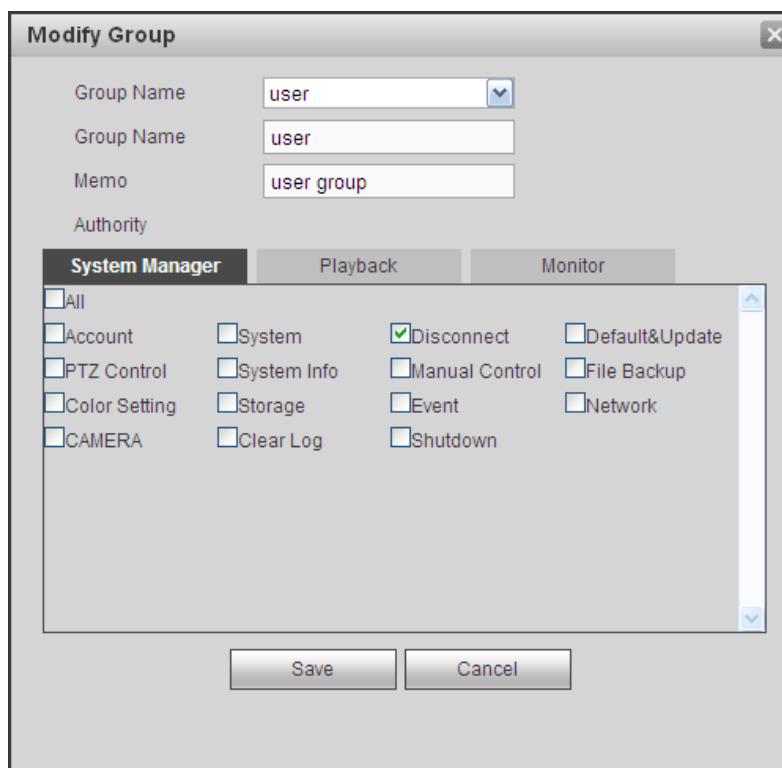 Modify Group
Group Name user
Group Name user
Memo user group
Authority
System Manager Playback Monitor
All
Account System Disconnect Default&Update
PTZ Control System Info Manual Control File Backup
Color Setting Storage Event Network
CAMERA Clear Log Shutdown
Save Cancel